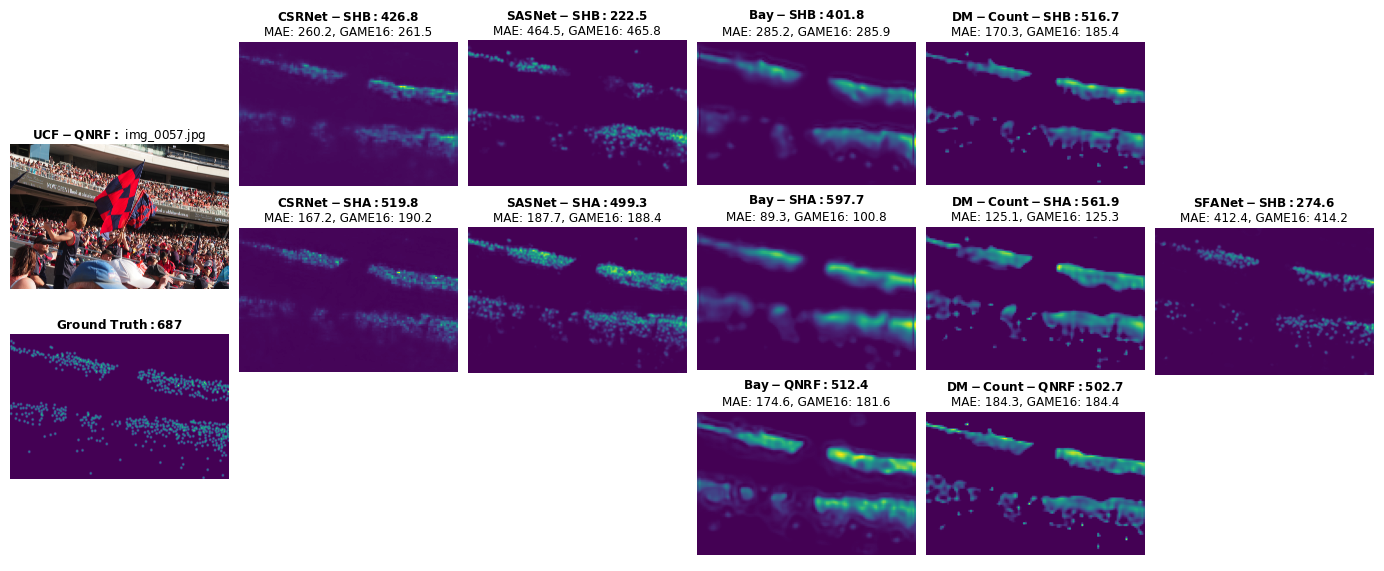 CSRNet−SHB: 426.8
MAE: 260.2, GAME16: 261.5
SASNet−SHB: 222.5
MAE: 464.5, GAME16: 465.8
Bay−SHB: 401.8
MAE: 285.2, GAME16: 285.9
DM−Count−SHB: 516.7
MAE: 170.3, GAME16: 185.4
UCF−QNRF: img_0057.jpg
CSRNet−SHA: 519.8
MAE: 167.2, GAME16: 190.2
SASNet−SHA: 499.3
MAE: 187.7, GAME16: 188.4
Bay−SHA: 597.7
MAE: 89.3, GAME16: 100.8
DM−Count−SHA: 561.9
MAE: 125.1, GAME16: 125.3
SFANet−SHB: 274.6
MAE: 412.4, GAME16: 414.2
Ground Truth: 687
Bay−QNRF: 512.4
MAE: 174.6, GAME16: 181.6
DM−Count−QNRF: 502.7
MAE: 184.3, GAME16: 184.4